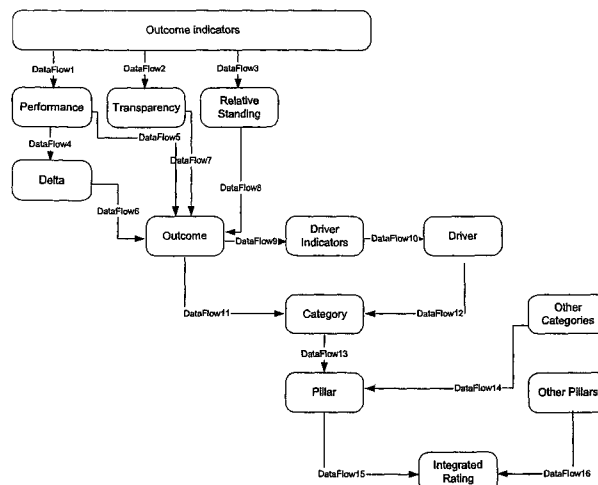 Outcome indicators
DataFlow1
DataFlow2
DataFlow3
Performance
Transparency
Relative
Standing
DataFlow4
DataFlow5
DataFlow7
Delta
DataFlow8
DataFlow6
Outcome
DataFlow9
Driver
Indicators
DataFlow10
Driver
DataFlow11
Category
DataFlow12
Other
Categories
DataFlow13
Pillar
DataFlow14
Other Pillars
DataFlow15
Integrated
Rating
DataFlow16